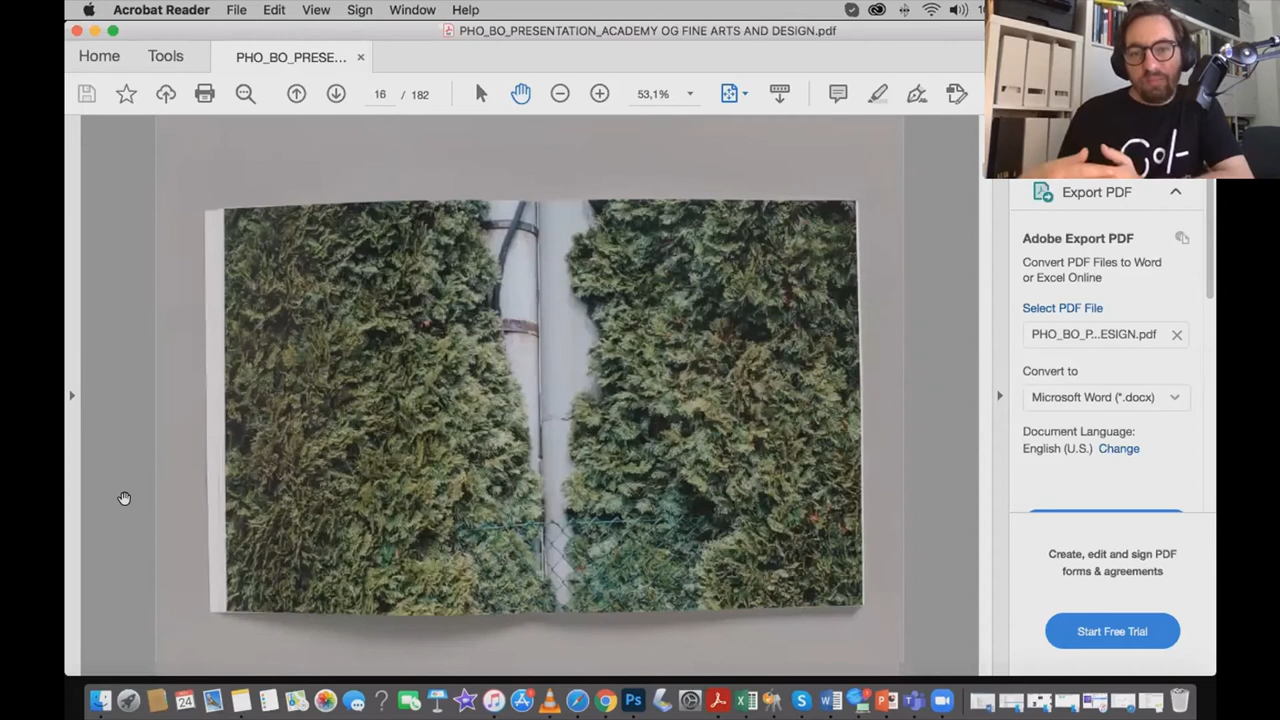 Acrobat Reader File Edit View Sign Window Help
PHO_BO_PRESENTATION_ACADEMY OG FINE ARTS AND DESIGN.pdf
Home Tools PHO_BO_PRESE...
16 / 182 53,1%
Export PDF
Adobe Export PDF
Convert PDF Files to Word
or Excel Online
Select PDF File
PHO_BO_P...ESIGN.pdf
Convert to
Microsoft Word (*.docx)
Document Language:
English (U.S.) Change
Create, edit and sign PDF
forms & agreements
Start Free Trial
24